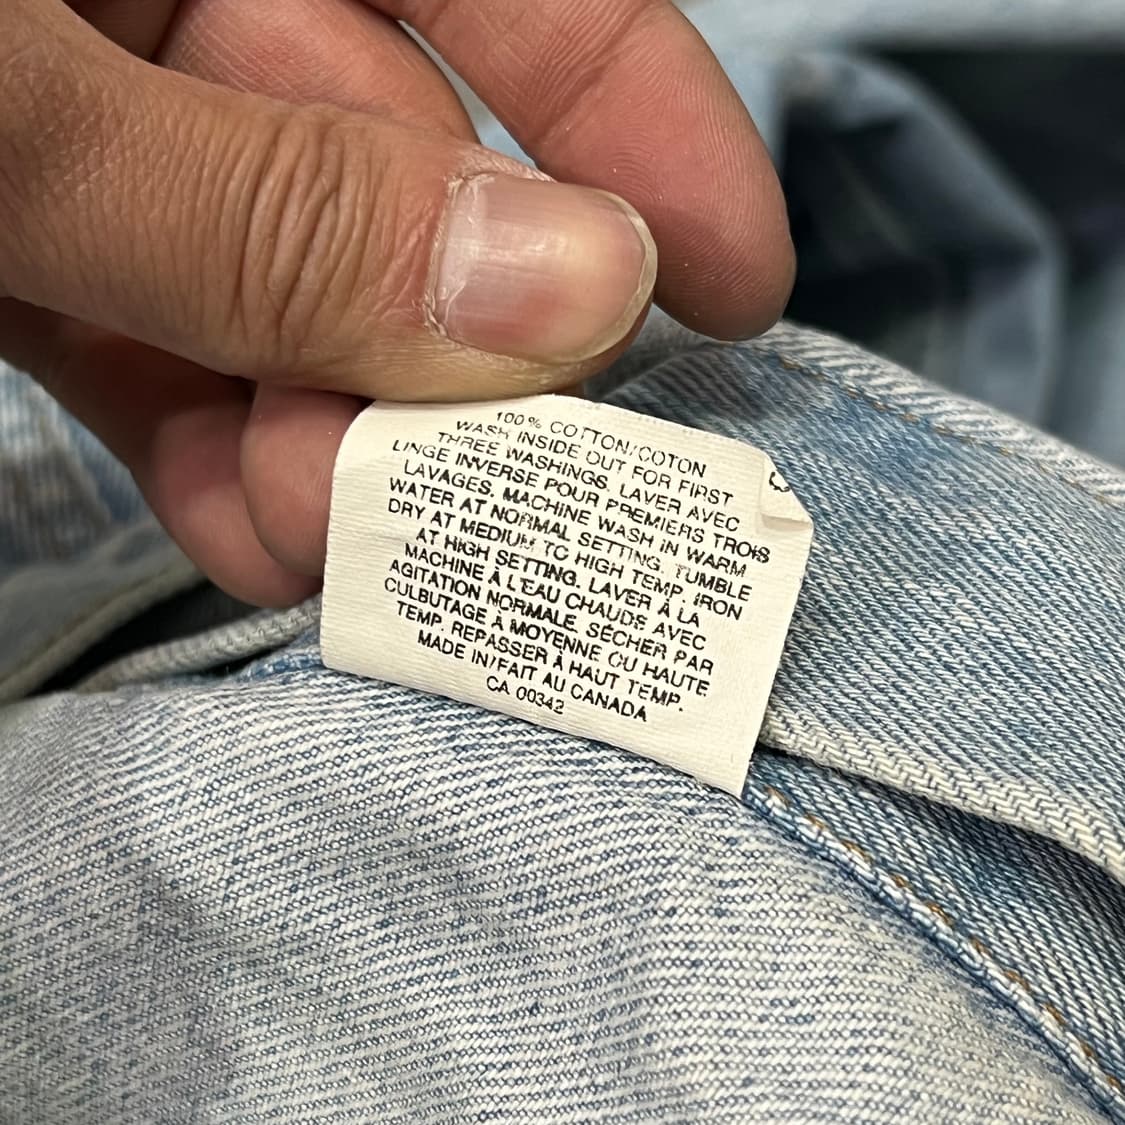 100% COTTON/COTON
WASH INSIDE OUT FOR FIRST
THREE WASHINGS. LAVER AVEC
LINGE INVERSE POUR PREMIERS TROIS
LAVAGES. MACHINE WASH IN WARM
WATER AT NORMAL SETTING. TUMBLE
DRY AT MEDIUM TO HIGH TEMP. IRON
AT HIGH SETTING. LAVER À LA
MACHINE À L'EAU CHAUDE AVEC
AGITATION NORMALE. SÉCHER PAR
CULBUTAGE À MOYENNE OU HAUTE
TEMP. REPASSER À HAUT TEMP.
MADE IN/FAIT AU CANADA
CA 00342